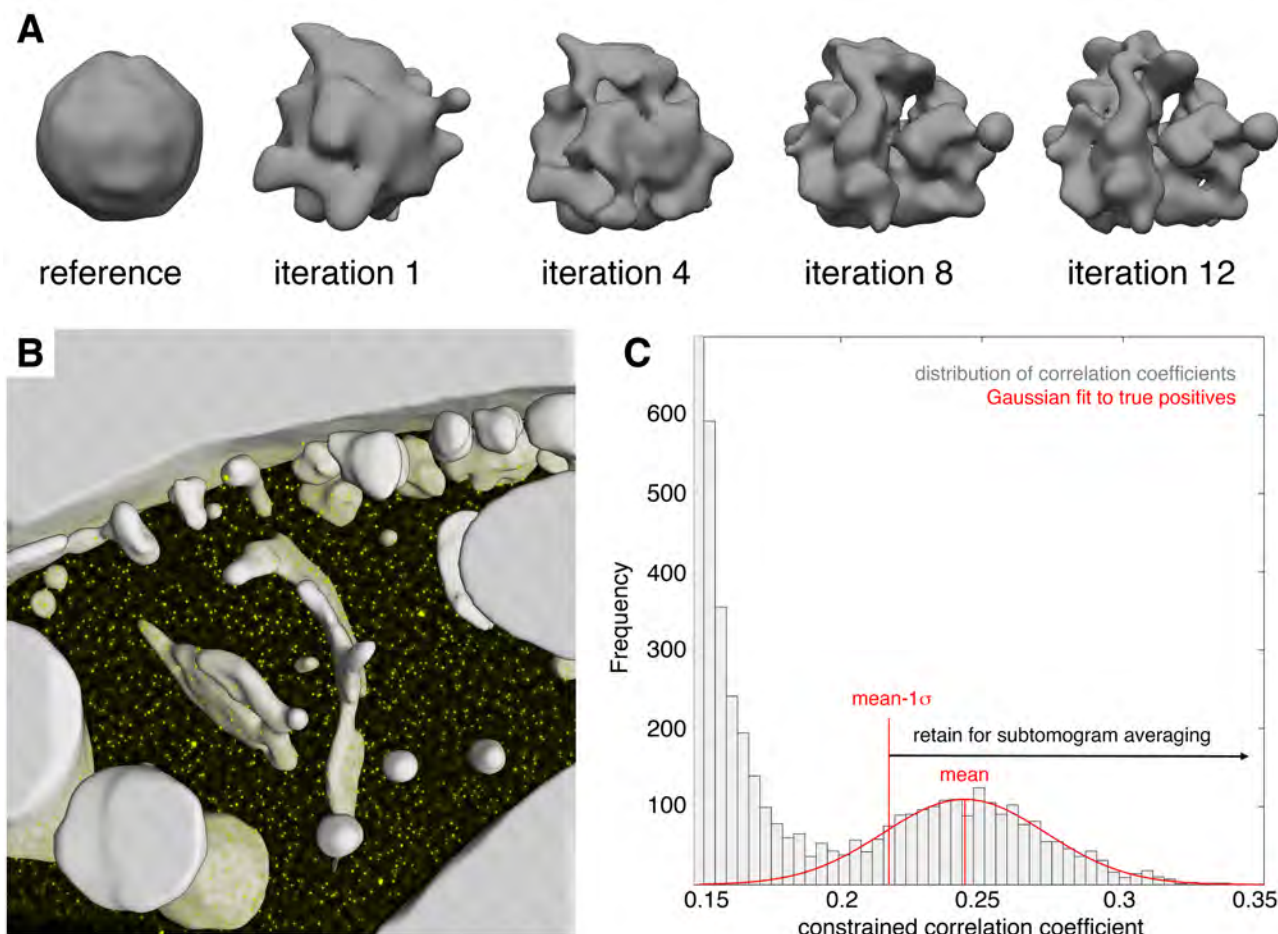 A
reference
iteration 1
iteration 4
iteration 8
iteration 12
B
C
distribution of correlation coefficients
Gaussian fit to true positives
Frequency
600
500
400
300
200
100
mean-1σ
retain for subtomogram averaging
mean
0.15
0.2
0.25
0.3
0.35
constrained correlation coefficient